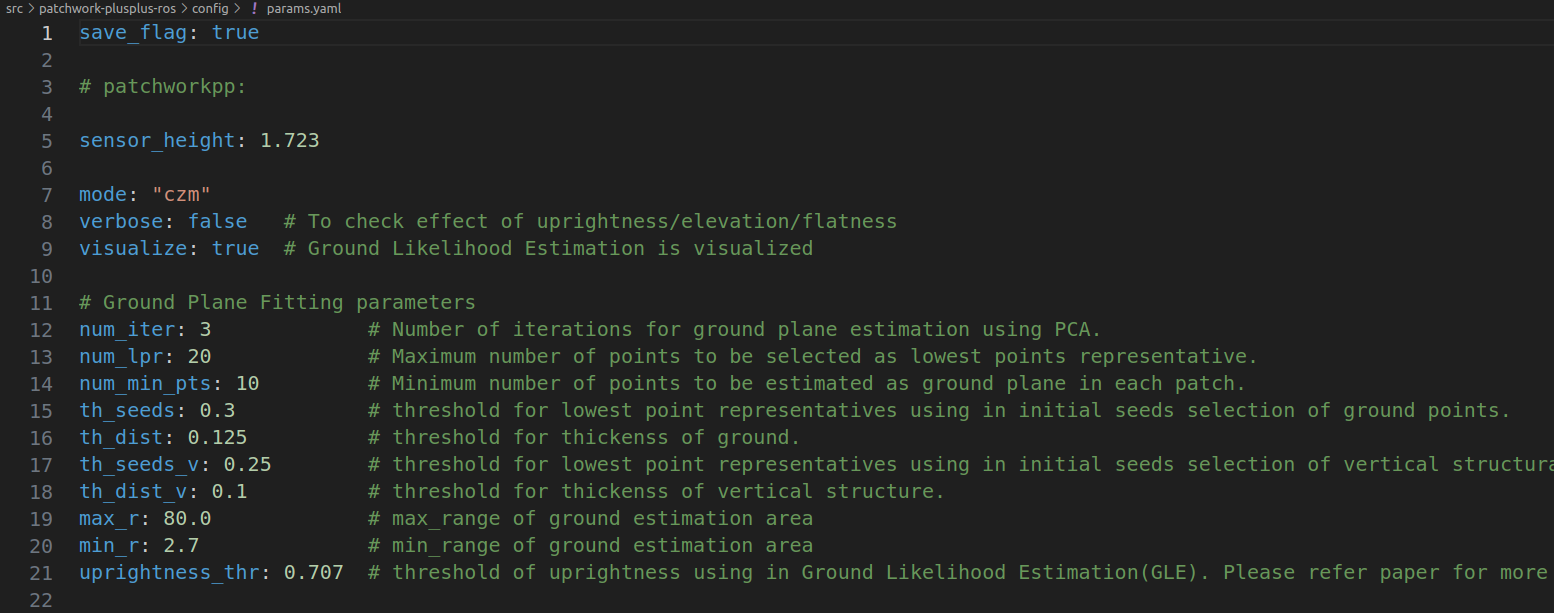 src > patchwork-plusplus-ros > config > ! params.yaml
1 save_flag: true
2
3 # patchworkpp:
4
5 sensor_height: 1.723
6
7 mode: "czm"
8 verbose: false # To check effect of uprightness/elevation/flatness
9 visualize: true # Ground Likelihood Estimation is visualized
10
11 # Ground Plane Fitting parameters
12 num_iter: 3 # Number of iterations for ground plane estimation using PCA.
13 num_lpr: 20 # Maximum number of points to be selected as lowest points representative.
14 num_min_pts: 10 # Minimum number of points to be estimated as ground plane in each patch.
15 th_seeds: 0.3 # threshold for lowest point representatives using in initial seeds selection of ground points.
16 th_dist: 0.125 # threshold for thickenss of ground.
17 th_seeds_v: 0.25 # threshold for lowest point representatives using in initial seeds selection of vertical structura
18 th_dist_v: 0.1 # threshold for thickenss of vertical structure.
19 max_r: 80.0 # max_range of ground estimation area
20 min_r: 2.7 # min_range of ground estimation area
21 uprightness_thr: 0.707 # threshold of uprightness using in Ground Likelihood Estimation(GLE). Please refer paper for more
22